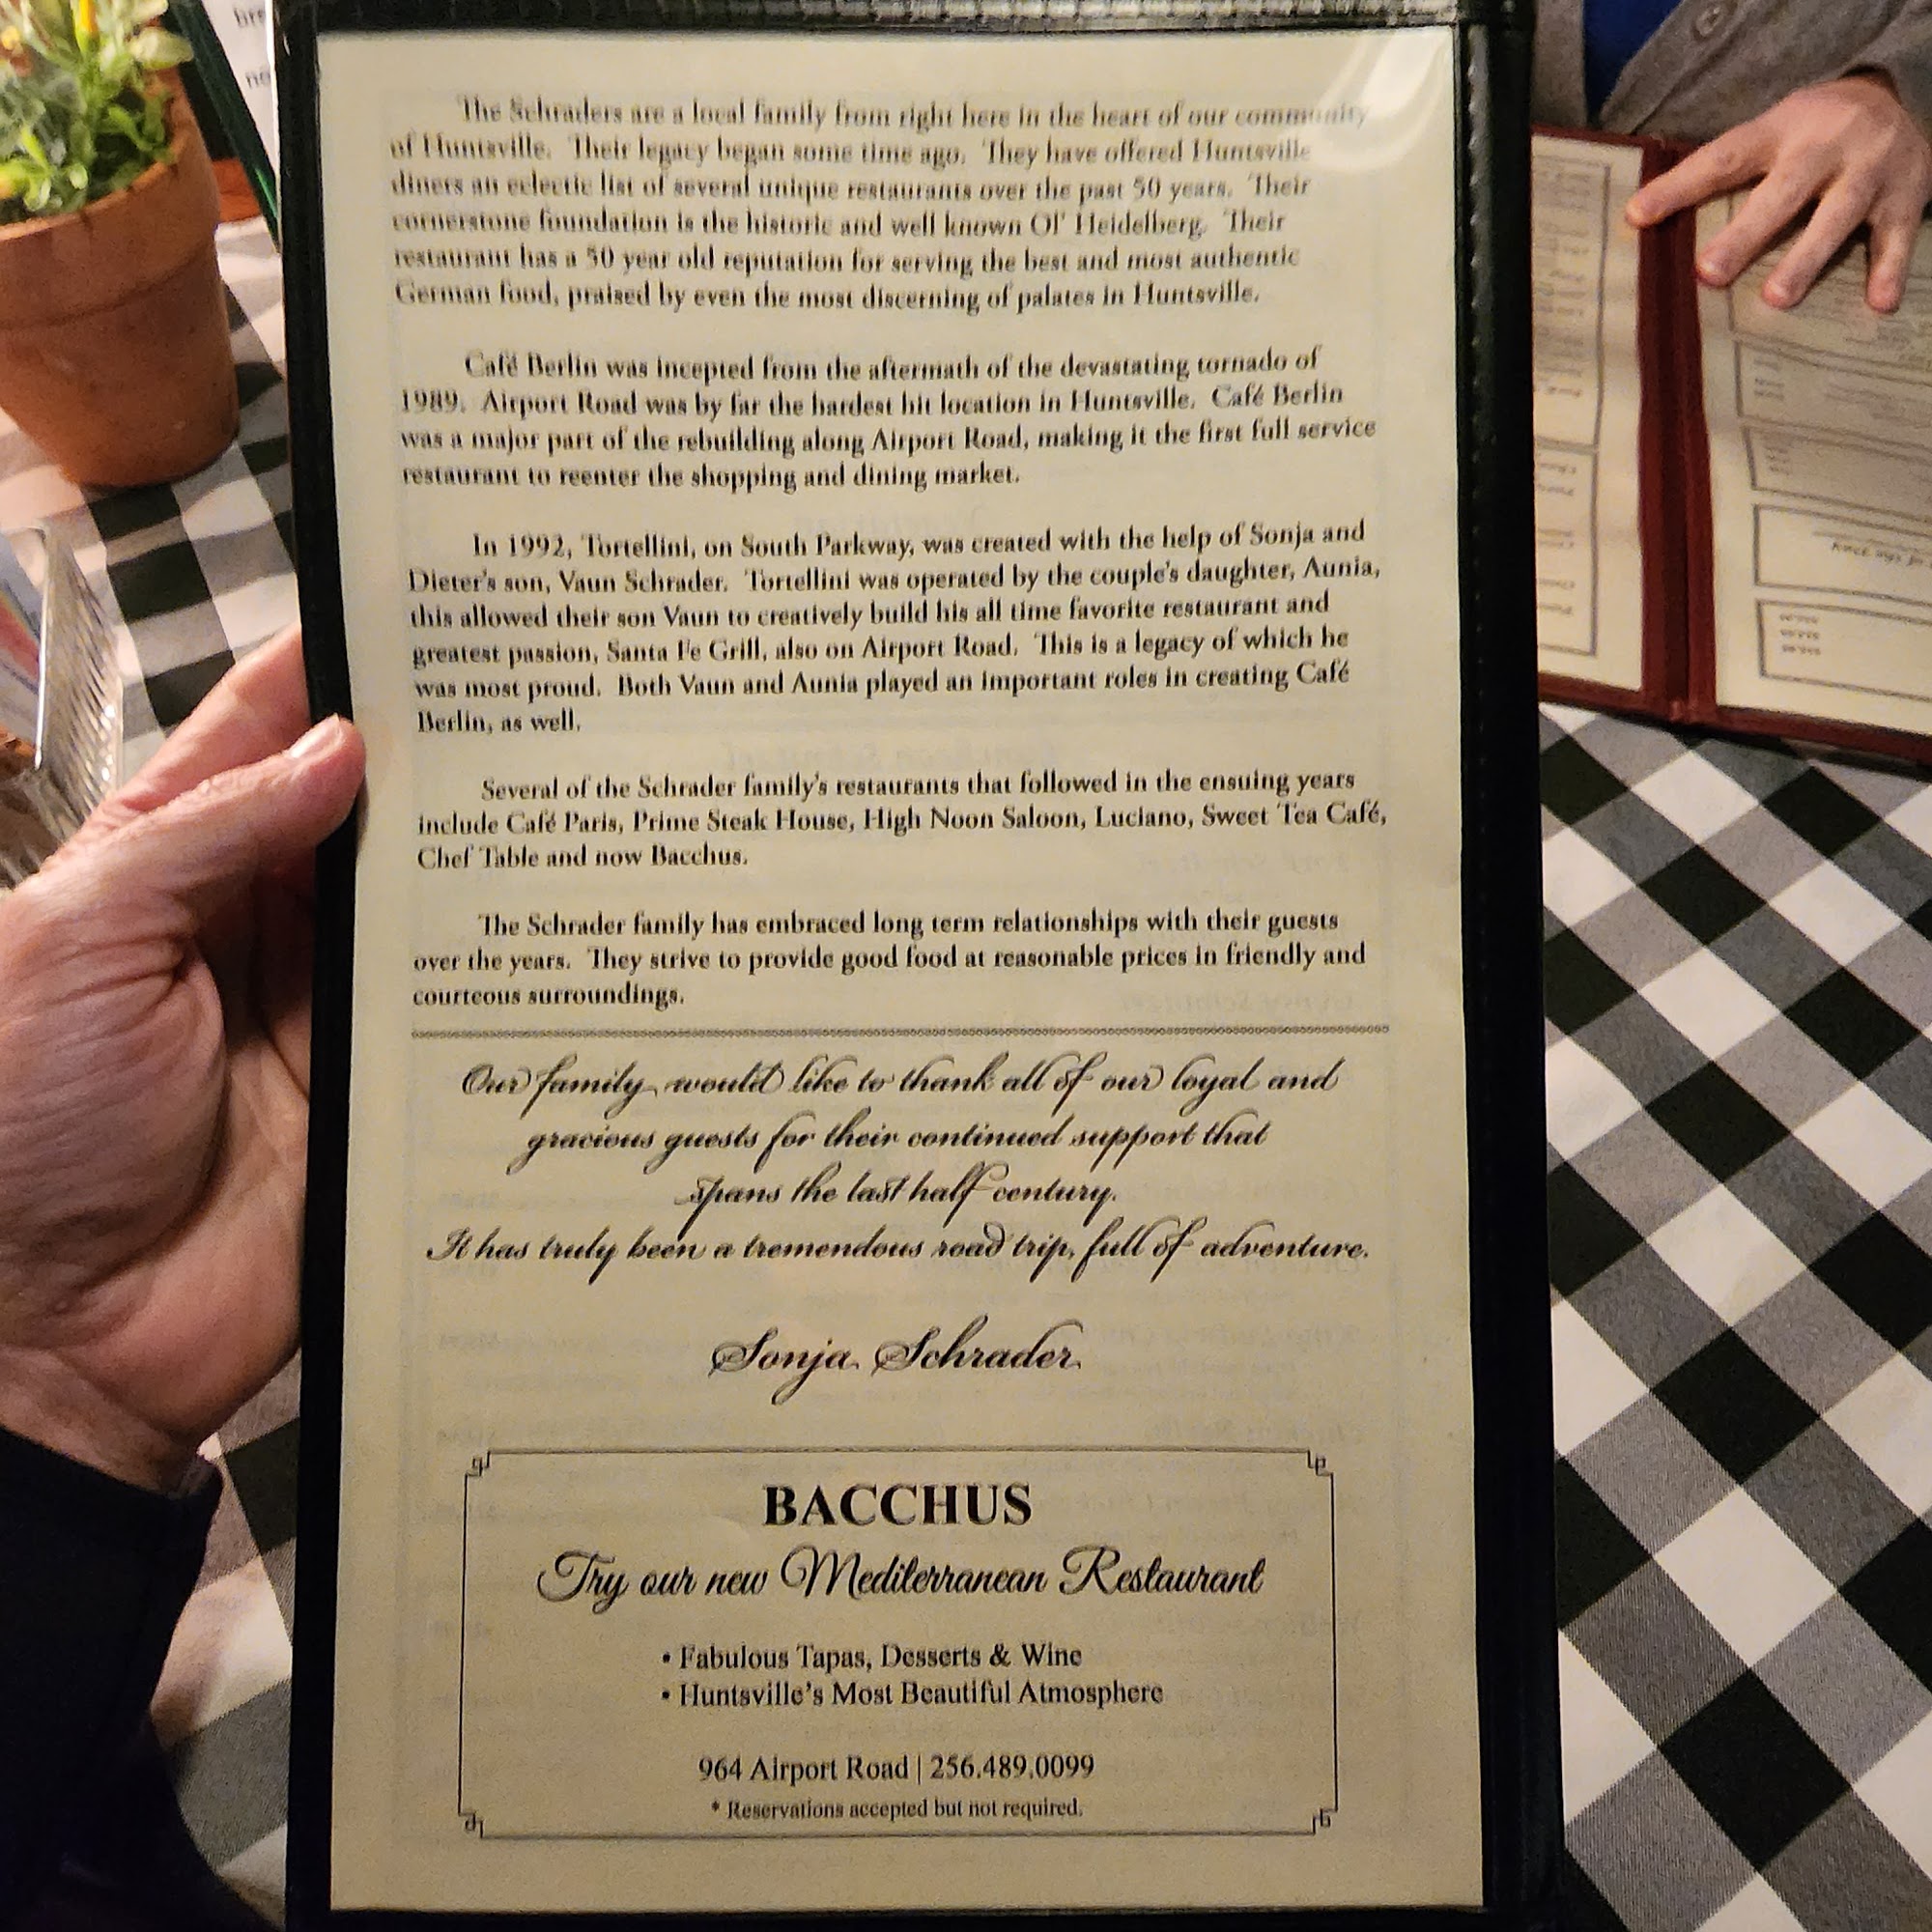 The Schraders are a local family from right here in the heart of our community
of Huntsville. Their legacy began some time ago. They have offered Huntsville
diners an eclectic list of several unique restaurants over the past 50 years. Their
cornerstone foundation is the historic and well known Ol' Heidelberg. Their
restaurant has a 50 year old reputation for serving the best and most authentic
German food, praised by even the most discerning of palates in Huntsville.
Café Berlin was incepted from the aftermath of the devastating tornado of
1989. Airport Road was by far the hardest hit location in Huntsville. Café Berlin
was a major part of the rebuilding along Airport Road, making it the first full service
restaurant to reenter the shopping and dining market.
In 1992, Tortellini, on South Parkway, was created with the help of Sonja and
Dieter's son, Vaun Schrader. Tortellini was operated by the couple's daughter, Aunia,
this allowed their son Vaun to creatively build his all time favorite restaurant and
greatest passion, Santa Fe Grill, also on Airport Road. This is a legacy of which he
was most proud. Both Vaun and Aunia played an important roles in creating Café
Berlin, as well.
Several of the Schrader family's restaurants that followed in the ensuing years
include Café Paris, Prime Steak House, High Noon Saloon, Luciano, Sweet Tea Café,
Chef Table and now Bacchus.
The Schrader family has embraced long term relationships with their guests
over the years. They strive to provide good food at reasonable prices in friendly and
courteous surroundings.
Our family would like to thank all of our loyal and
gracious guests for their continued support that
spans the last half century.
It has truly been a tremendous road trip, full of adventure.
Sonja Schrader
BACCHUS
Try our new Mediterranean Restaurant
• Fabulous Tapas, Desserts & Wine
• Huntsville's Most Beautiful Atmosphere
964 Airport Road | 256.489.0099
* Reservations accepted but not required.